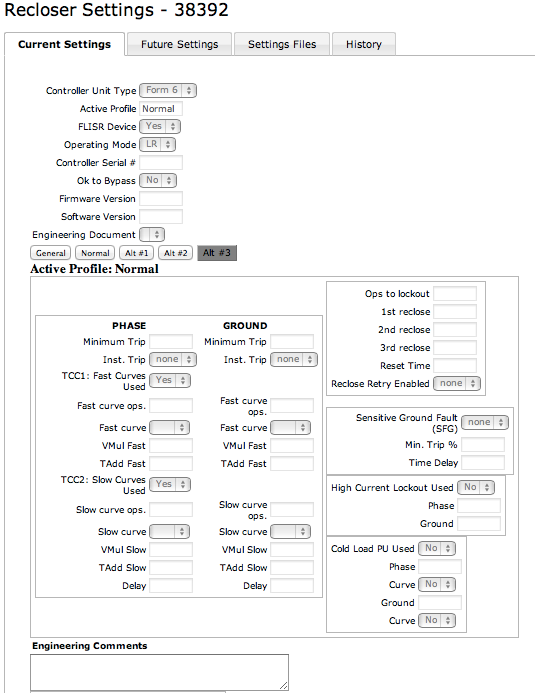 Recloser Settings - 38392
Current Settings Future Settings Settings Files History
Controller Unit Type Form 6
Active Profile Normal
FLISR Device Yes
Operating Mode LR
Controller Serial #
Ok to Bypass No
Firmware Version
Software Version
Engineering Document
General Normal Alt #1 Alt #2 Alt #3
Active Profile: Normal
PHASE GROUND
Minimum Trip Minimum Trip
Inst. Trip none Inst. Trip none
TCC1: Fast Curves
Used Yes
Fast curve ops. Fast curve
ops.
Fast curve Fast curve
VMul Fast VMul Fast
TAdd Fast TAdd Fast
TCC2: Slow Curves
Used Yes
Slow curve ops. Slow curve
ops.
Slow curve Slow curve
VMul Slow VMul Slow
TAdd Slow TAdd Slow
Delay Delay
Ops to lockout
1st reclose
2nd reclose
3rd reclose
Reset Time
Reclose Retry Enabled none
Sensitive Ground Fault
(SFG) none
Min. Trip %
Time Delay
High Current Lockout Used No
Phase
Ground
Cold Load PU Used No
Phase
Curve No
Ground
Curve No
Engineering Comments